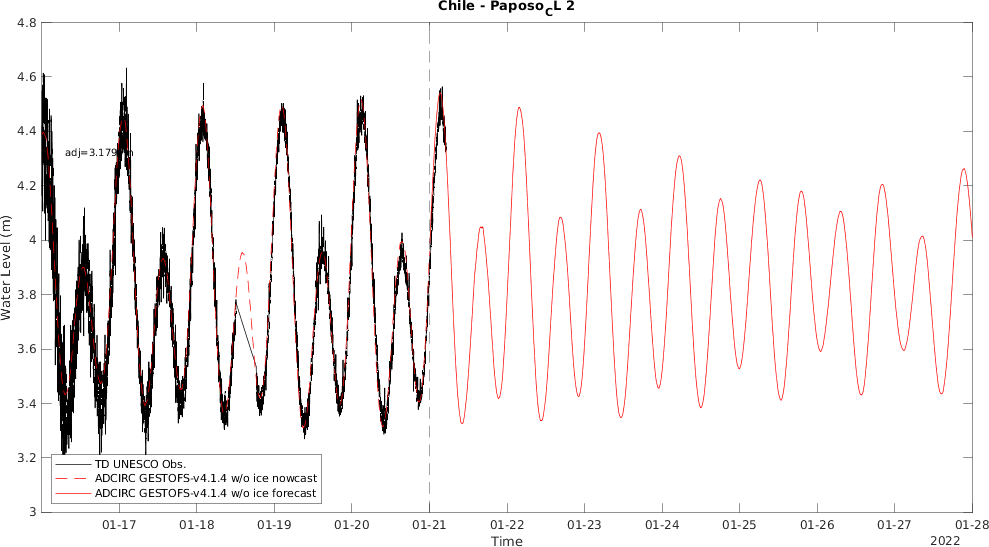 Chile - PaposoCL 2
4.8
4.6
4.4
adj=3.179 m
4.2
4
Water Level (m)
3.8
3.6
3.4
3.2
TD UNESCO Obs.
ADCIRC GESTOFS-v4.1.4 w/o ice nowcast
ADCIRC GESTOFS-v4.1.4 w/o ice forecast
3
01-17 01-18 01-19 01-20 01-21 01-22 01-23 01-24 01-25 01-26 01-27 01-28
Time
2022